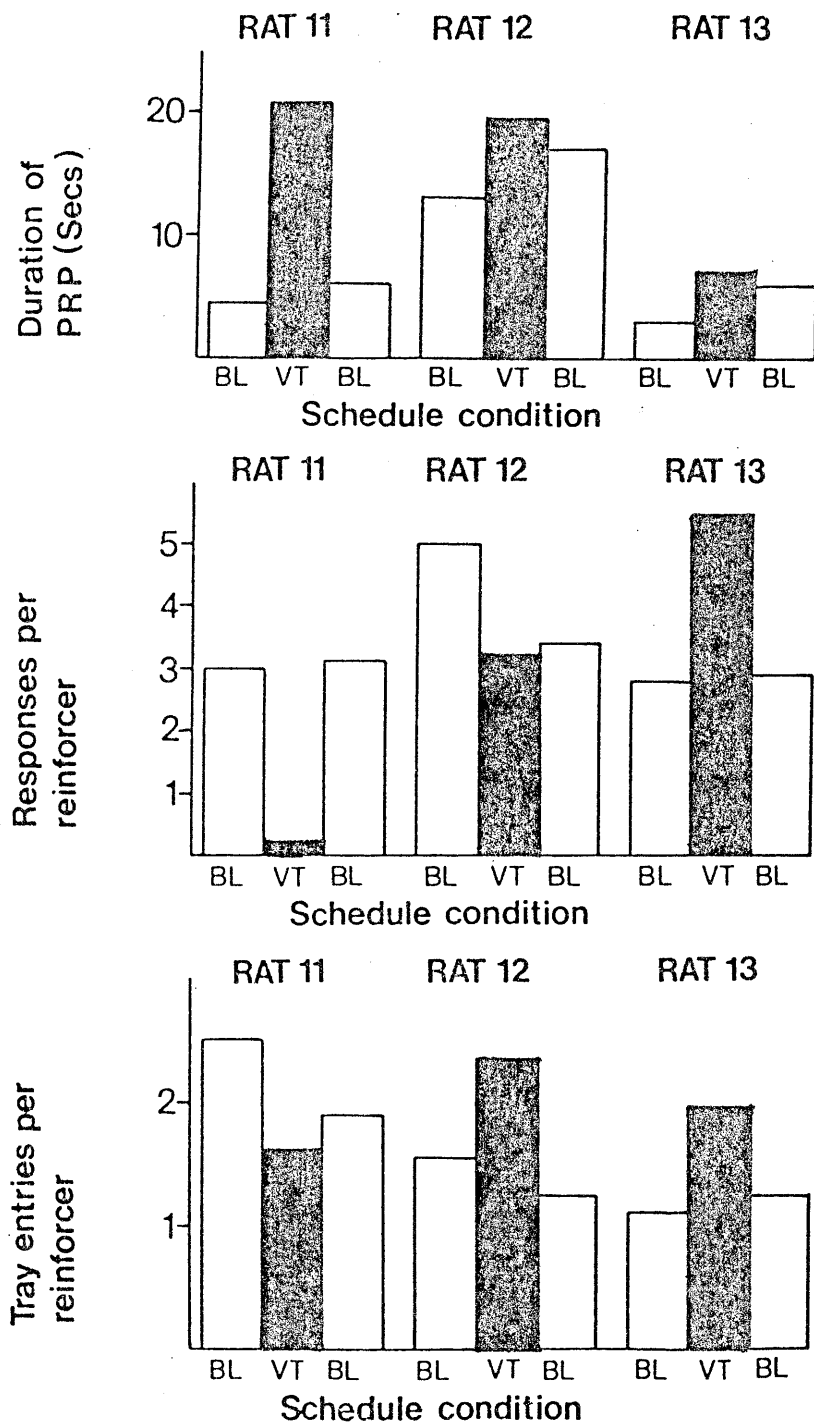 RAT 11 RAT 12 RAT 13
Duration of
PRP (Secs)
20
10
BL VT BL BL VT BL BL VT BL
Schedule condition
RAT 11 RAT 12 RAT 13
Responses per
reinforcer
5
4
3
2
1
BL VT BL BL VT BL BL VT BL
Schedule condition
RAT 11 RAT 12 RAT 13
Tray entries per
reinforcer
2
1
BL VT BL BL VT BL BL VT BL
Schedule condition